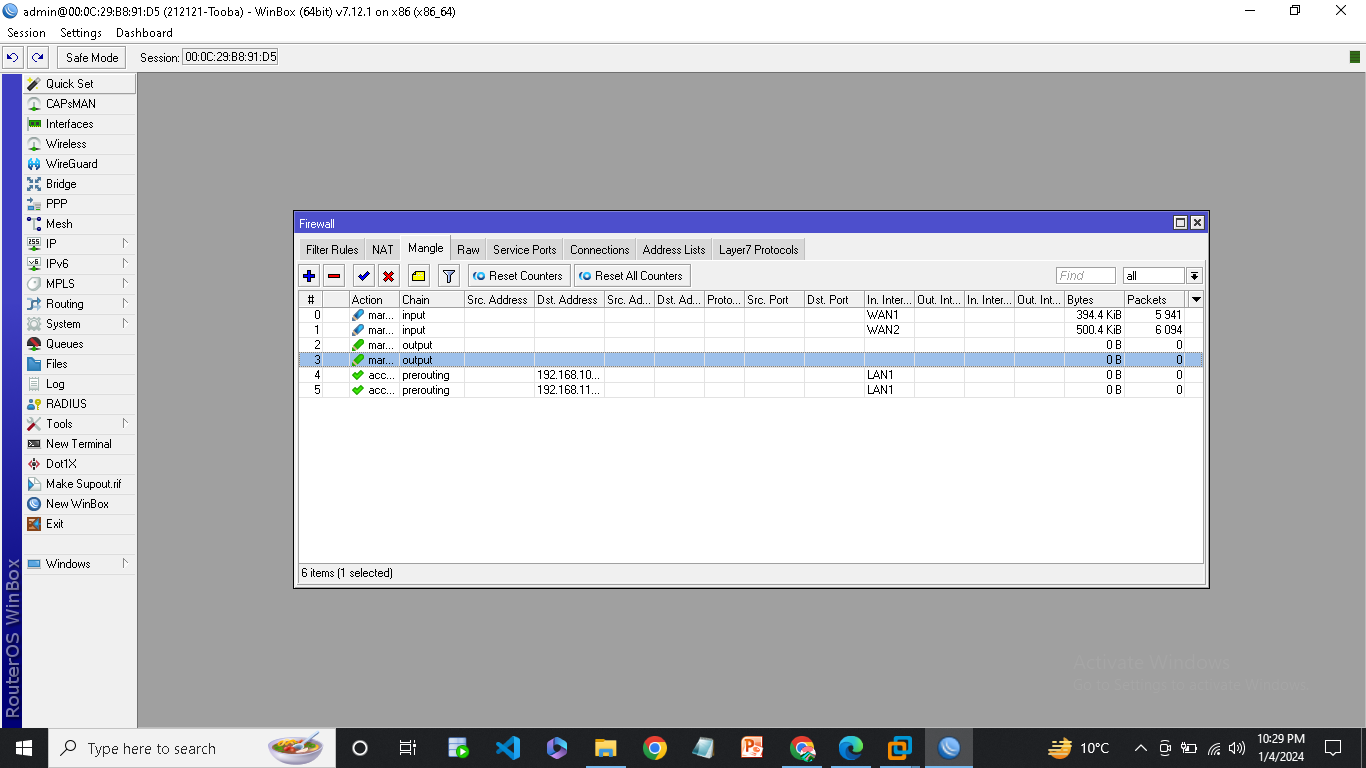 admin@00:0C:29:B8:91:D5 (212121-Tooba) - WinBox (64bit) v7.12.1 on x86 (x86_64)
Session Settings Dashboard
Safe Mode Session: 00:0C:29:B8:91:D5
Quick Set
CAPsMAN
Interfaces
Wireless
WireGuard
Bridge
PPP
Mesh
IP
IPv6
MPLS
Routing
System
Queues
Files
Log
RADIUS
Tools
New Terminal
Dot1X
Make Supout.rif
New WinBox
Exit
Windows
RouterOS WinBox
Firewall
Filter Rules NAT Mangle Raw Service Ports Connections Address Lists Layer7 Protocols
Reset Counters Reset All Counters Find all
# Action Chain Src. Address Dst. Address Src. Ad... Dst. Ad... Proto... Src. Port Dst. Port In. Inter... Out. Int... In. Inter... Out. Int... Bytes Packets
0 mar... input WAN1 394.4 KiB 5 941
1 mar... input WAN2 500.4 KiB 6 094
2 mar... output 0 B 0
3 mar... output 0 B 0
4 acc... prerouting 192.168.10... LAN1 0 B 0
5 acc... prerouting 192.168.11... LAN1 0 B 0
6 items (1 selected)
Activate Windows
Go to Settings to activate Windows.
Type here to search
10°C
10:29 PM
1/4/2024